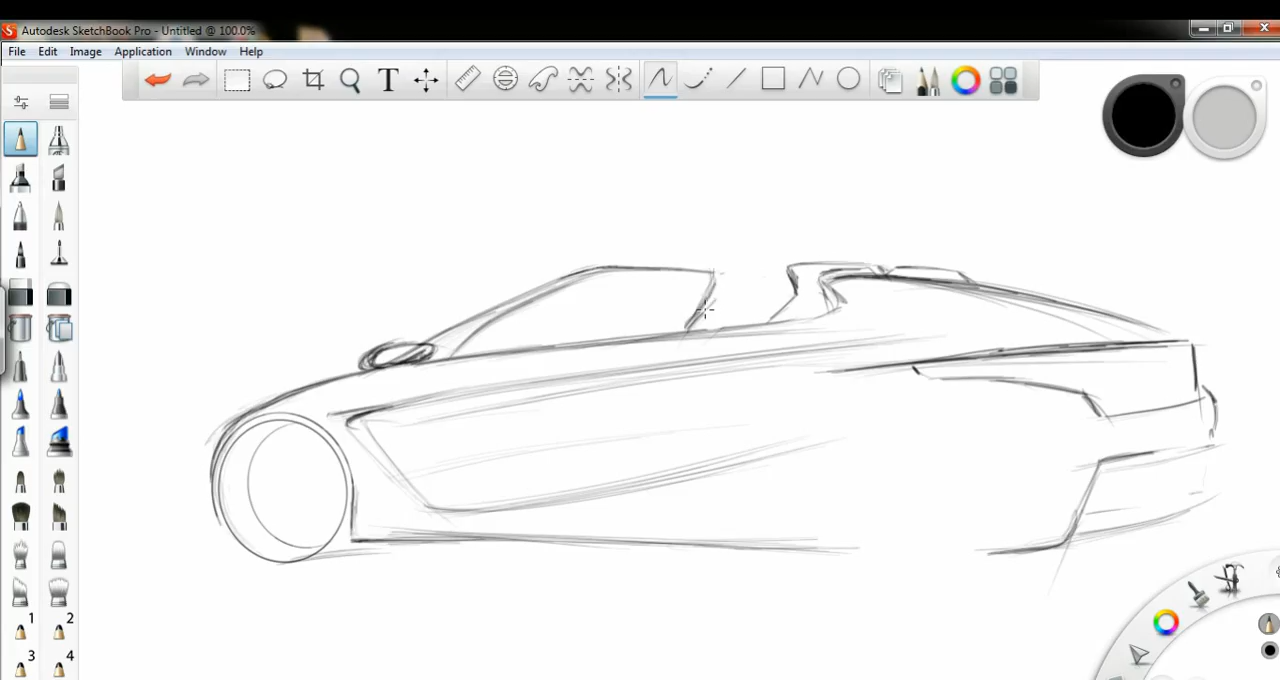 Autodesk SketchBook Pro - Untitled @ 100.0%
File Edit Image Application Window Help
T
1 2
3 4